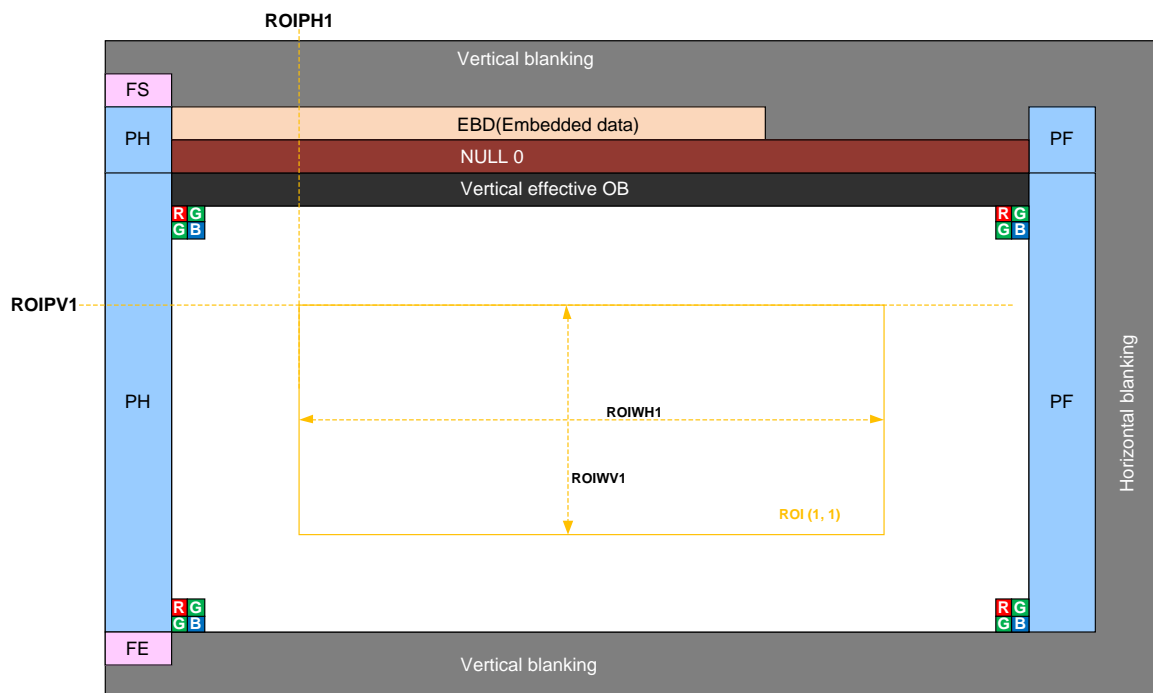 ROIPH1
Vertical blanking
FS
PH
EBD(Embedded data)
PF
NULL 0
Vertical effective OB
R G
G B
R G
G B
ROIPV1
PH
ROIWH1
PF
Horizontal blanking
ROIWV1
ROI (1, 1)
R G
G B
R G
G B
FE
Vertical blanking